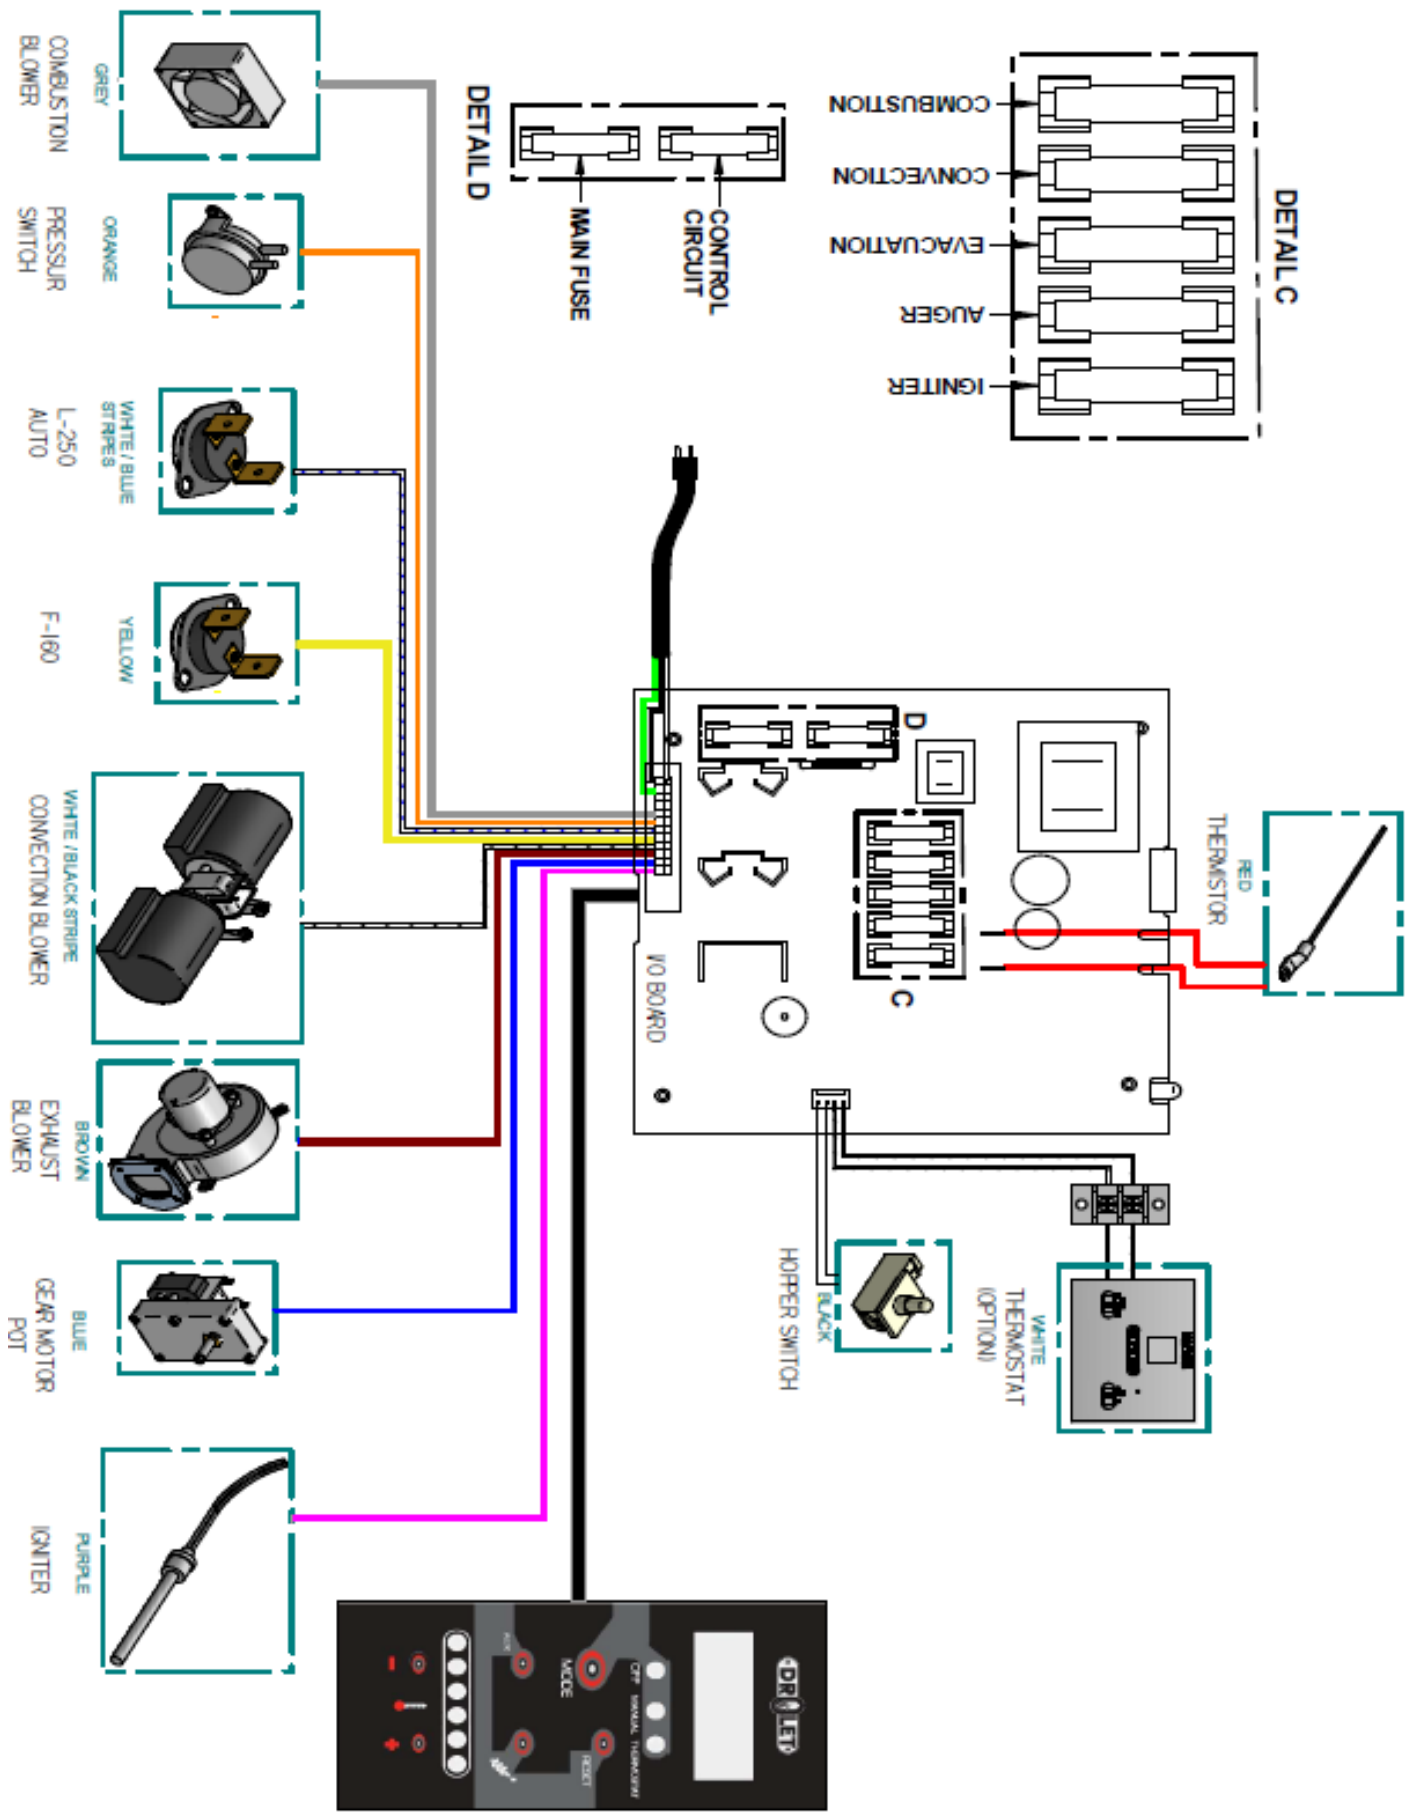 DETAIL C
COMBUSTION
CONVECTION
EVACUATION
AUGER
IGNITER
DETAIL D
CONTROL
CIRCUIT
MAIN FUSE
GREY
COMBUSTION
BLOWER
ORANGE
PRESSUR
SWITCH
WHITE / BLUE
STRIPES
L-250
AUTO
YELLOW
F-160
WHITE / BLACK STRIPE
CONVECTION BLOWER
BROWN
EXHAUST
BLOWER
BLUE
GEAR MOTOR
POT
PURPLE
IGNITER
D
C
I/O BOARD
RED
THERMISTOR
BLACK
HOPPER SWITCH
WHITE
THERMOSTAT
(OPTION)
DROLET
OFF MANUAL THERMOSTAT
MODE
RESET
- +